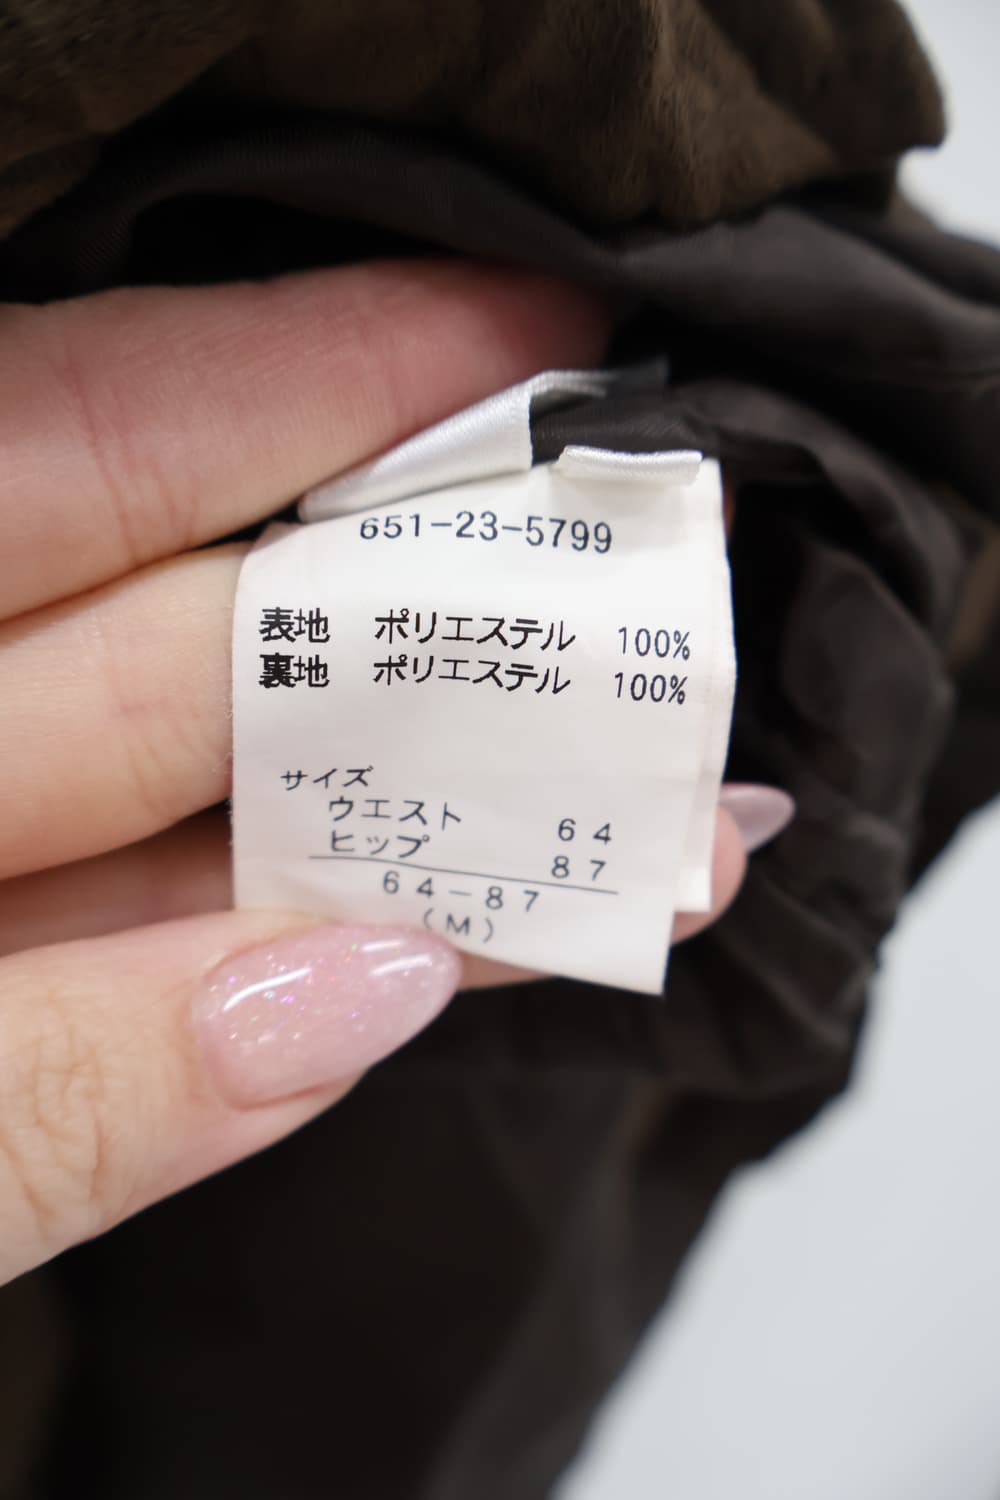 651-23-5799
表地 ポリエステル 100%
裏地 ポリエステル 100%
サイズ
ウエスト 64
ヒップ 87
64-87
(M)